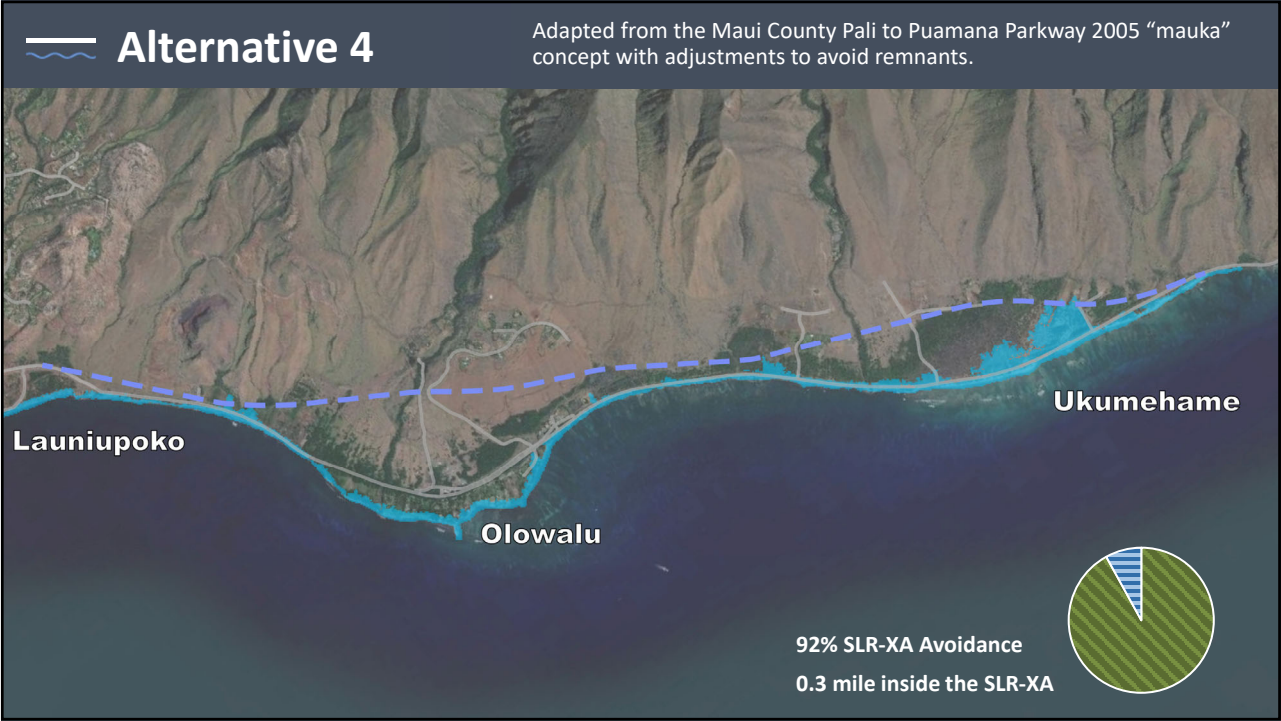 Alternative 4
Adapted from the Maui County Pali to Puamana Parkway 2005 “mauka”
concept with adjustments to avoid remnants.
Launiupoko
Olowalu
Ukumehame
92% SLR-XA Avoidance
0.3 mile inside the SLR-XA